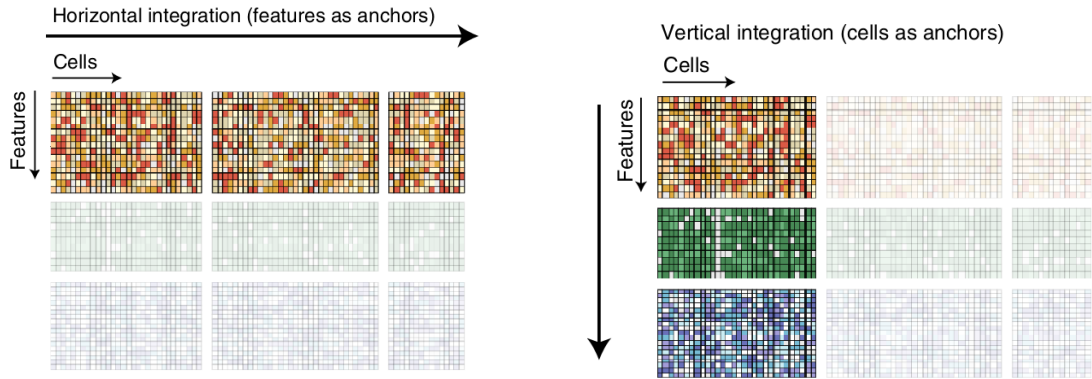 Horizontal integration (features as anchors)
Cells
Features
Vertical integration (cells as anchors)
Cells
Features